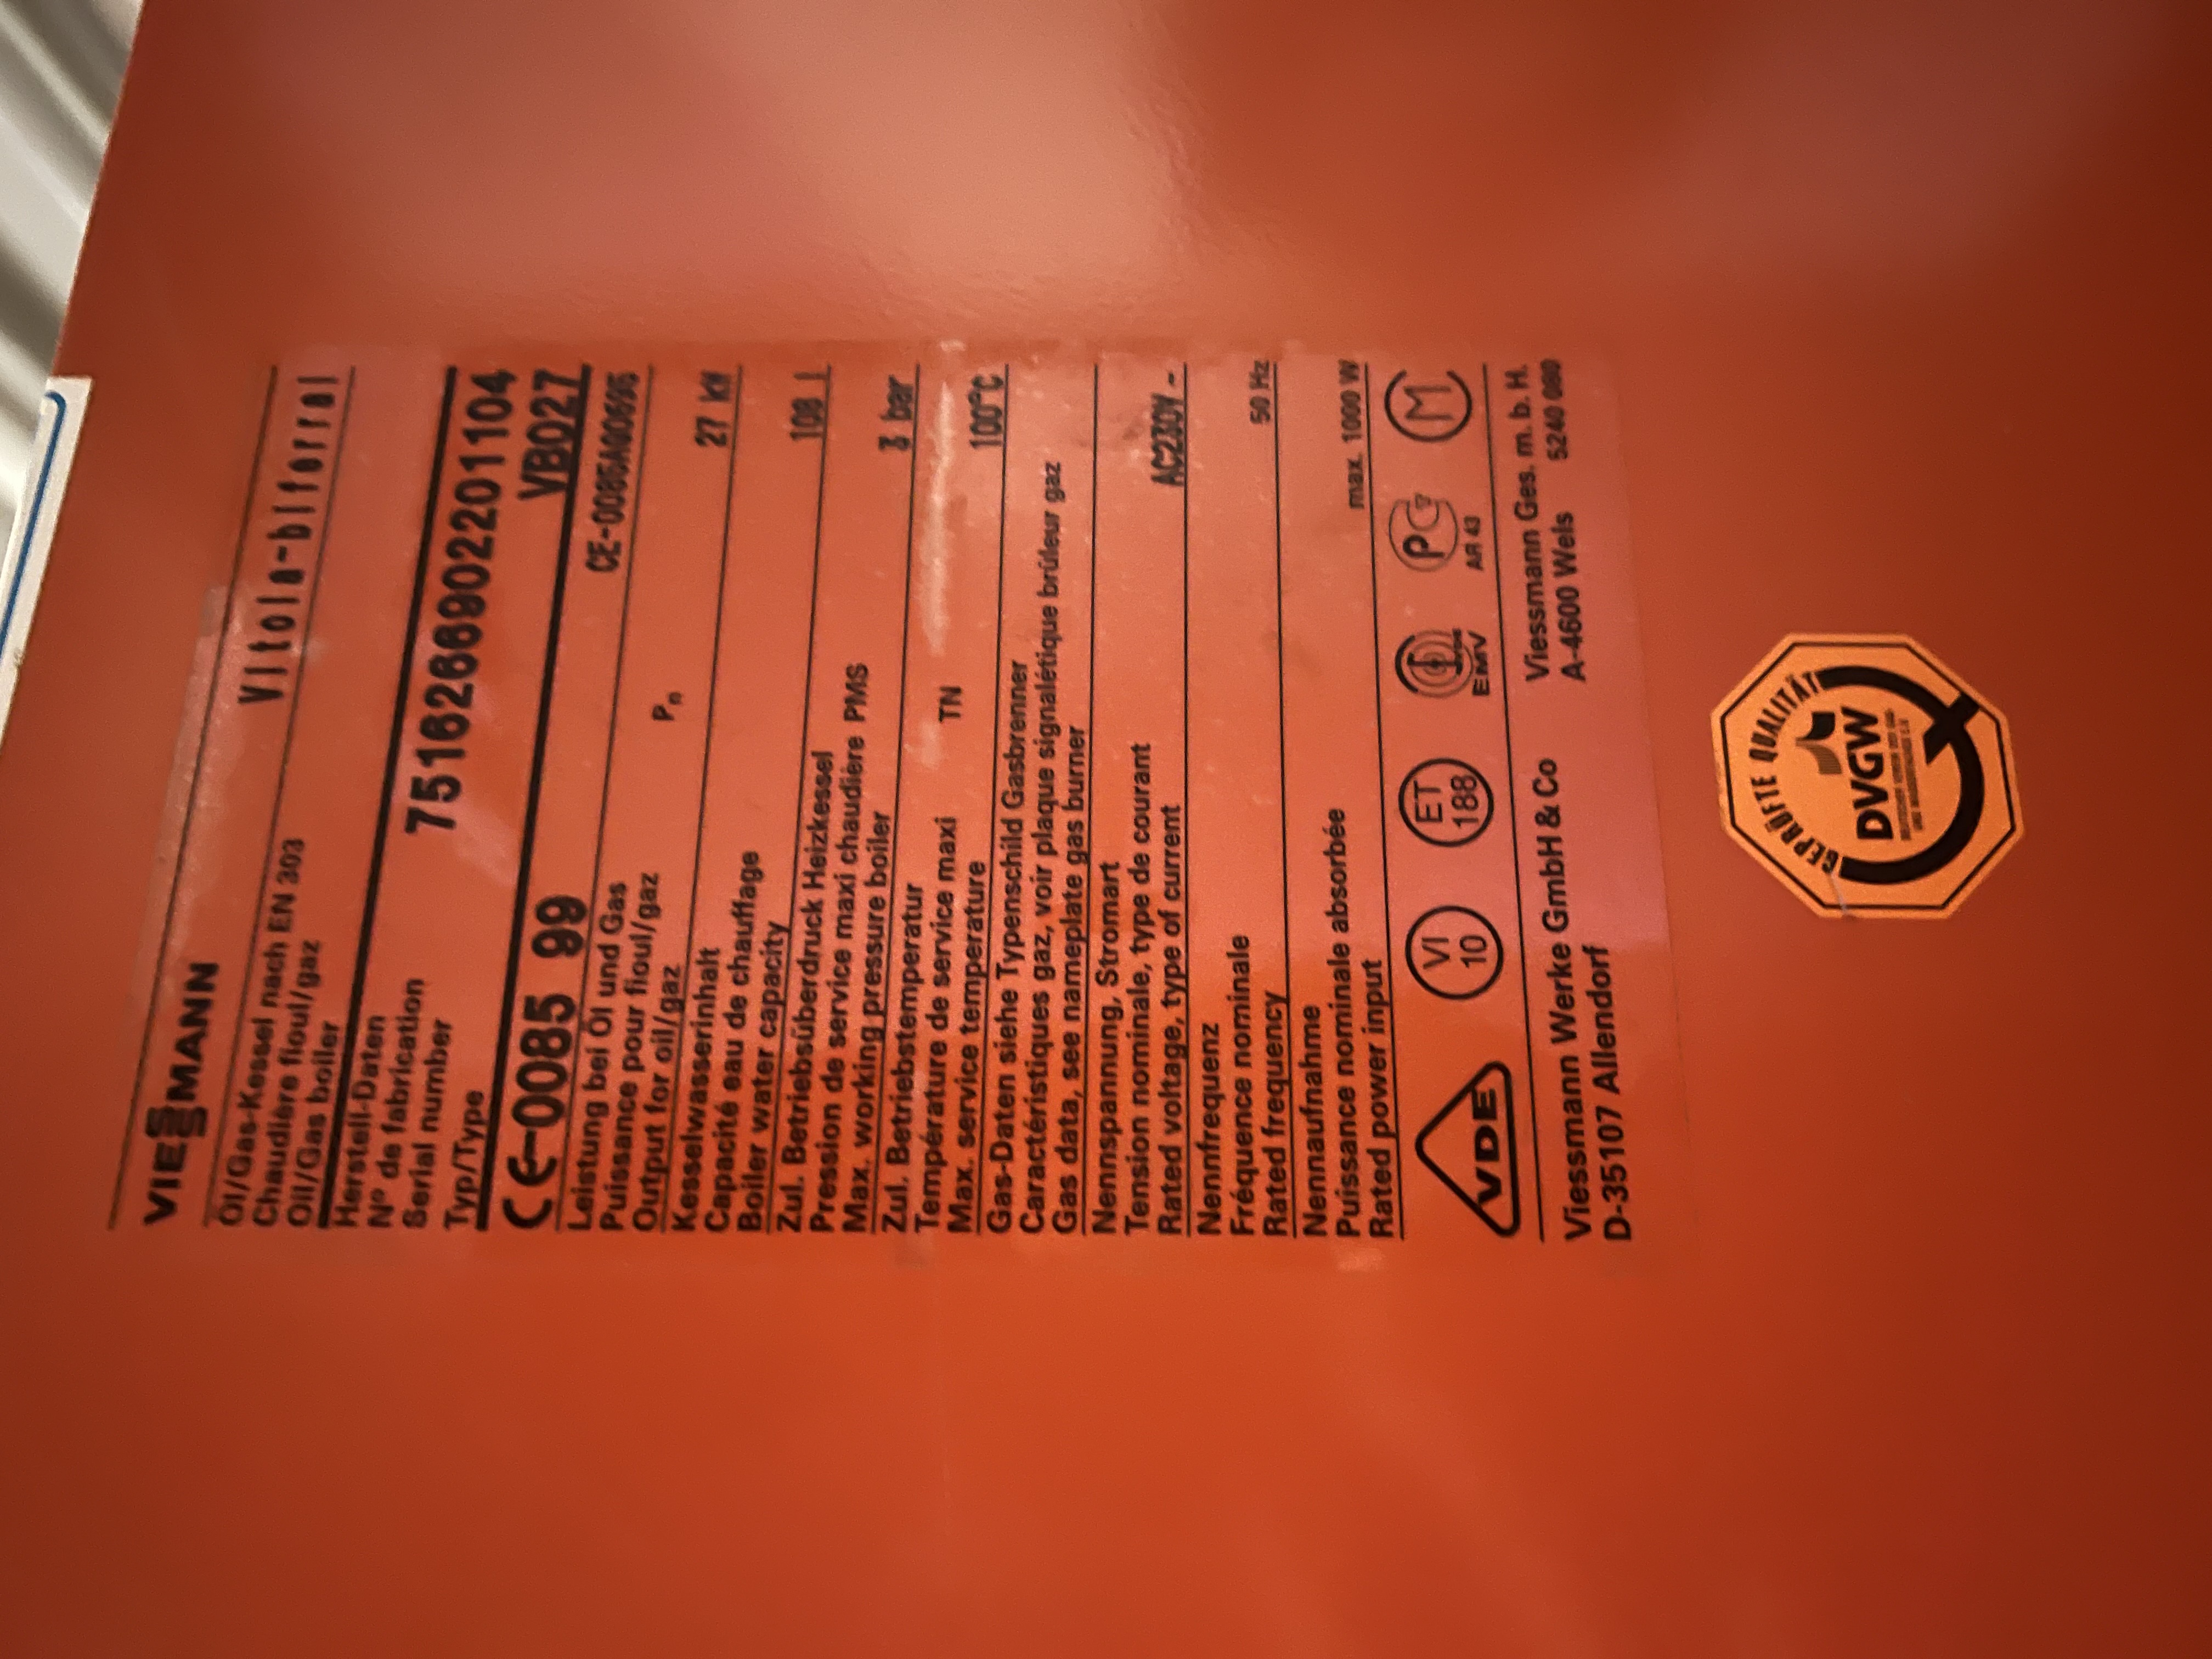 VIESSMANN
Öl/Gas-Kessel nach EN 303
Chaudière fioul/gaz
Oil/Gas boiler
Vitola-biferral
Herstell-Daten
N° de fabrication
Serial number
7516266902201104
Typ/Type
VB027
CE-0085 99
CE-0085AQ0695
Leistung bei Öl und Gas
Puissance pour fioul/gaz
Output for oil/gaz
Pn
27 kW
Kesselwasserinhalt
Capacité eau de chauffage
Boiler water capacity
108 l
Zul. Betriebsüberdruck Heizkessel
Pression de service maxi chaudière PMS
Max. working pressure boiler
3 bar
Zul. Betriebstemperatur
Température de service maxi
Max. service temperature
TN
100°C
Gas-Daten siehe Typenschild Gasbrenner
Caractéristiques gaz, voir plaque signalétique brûleur gaz
Gas data, see nameplate gas burner
Nennspannung, Stromart
Tension nominale, type de courant
Rated voltage, type of current
AC230V ~
Nennfrequenz
Fréquence nominale
Rated frequency
50 Hz
Nennaufnahme
Puissance nominale absorbée
Rated power input
max. 1000 W
VDE
VI
10
ET
188
EMV
PG
AR 43
M
Viessmann Werke GmbH & Co
D-35107 Allendorf
Viessmann Ges. m. b. H.
A-4600 Wels
5240 080
GEPRÜFTE QUALITÄT
DVGW